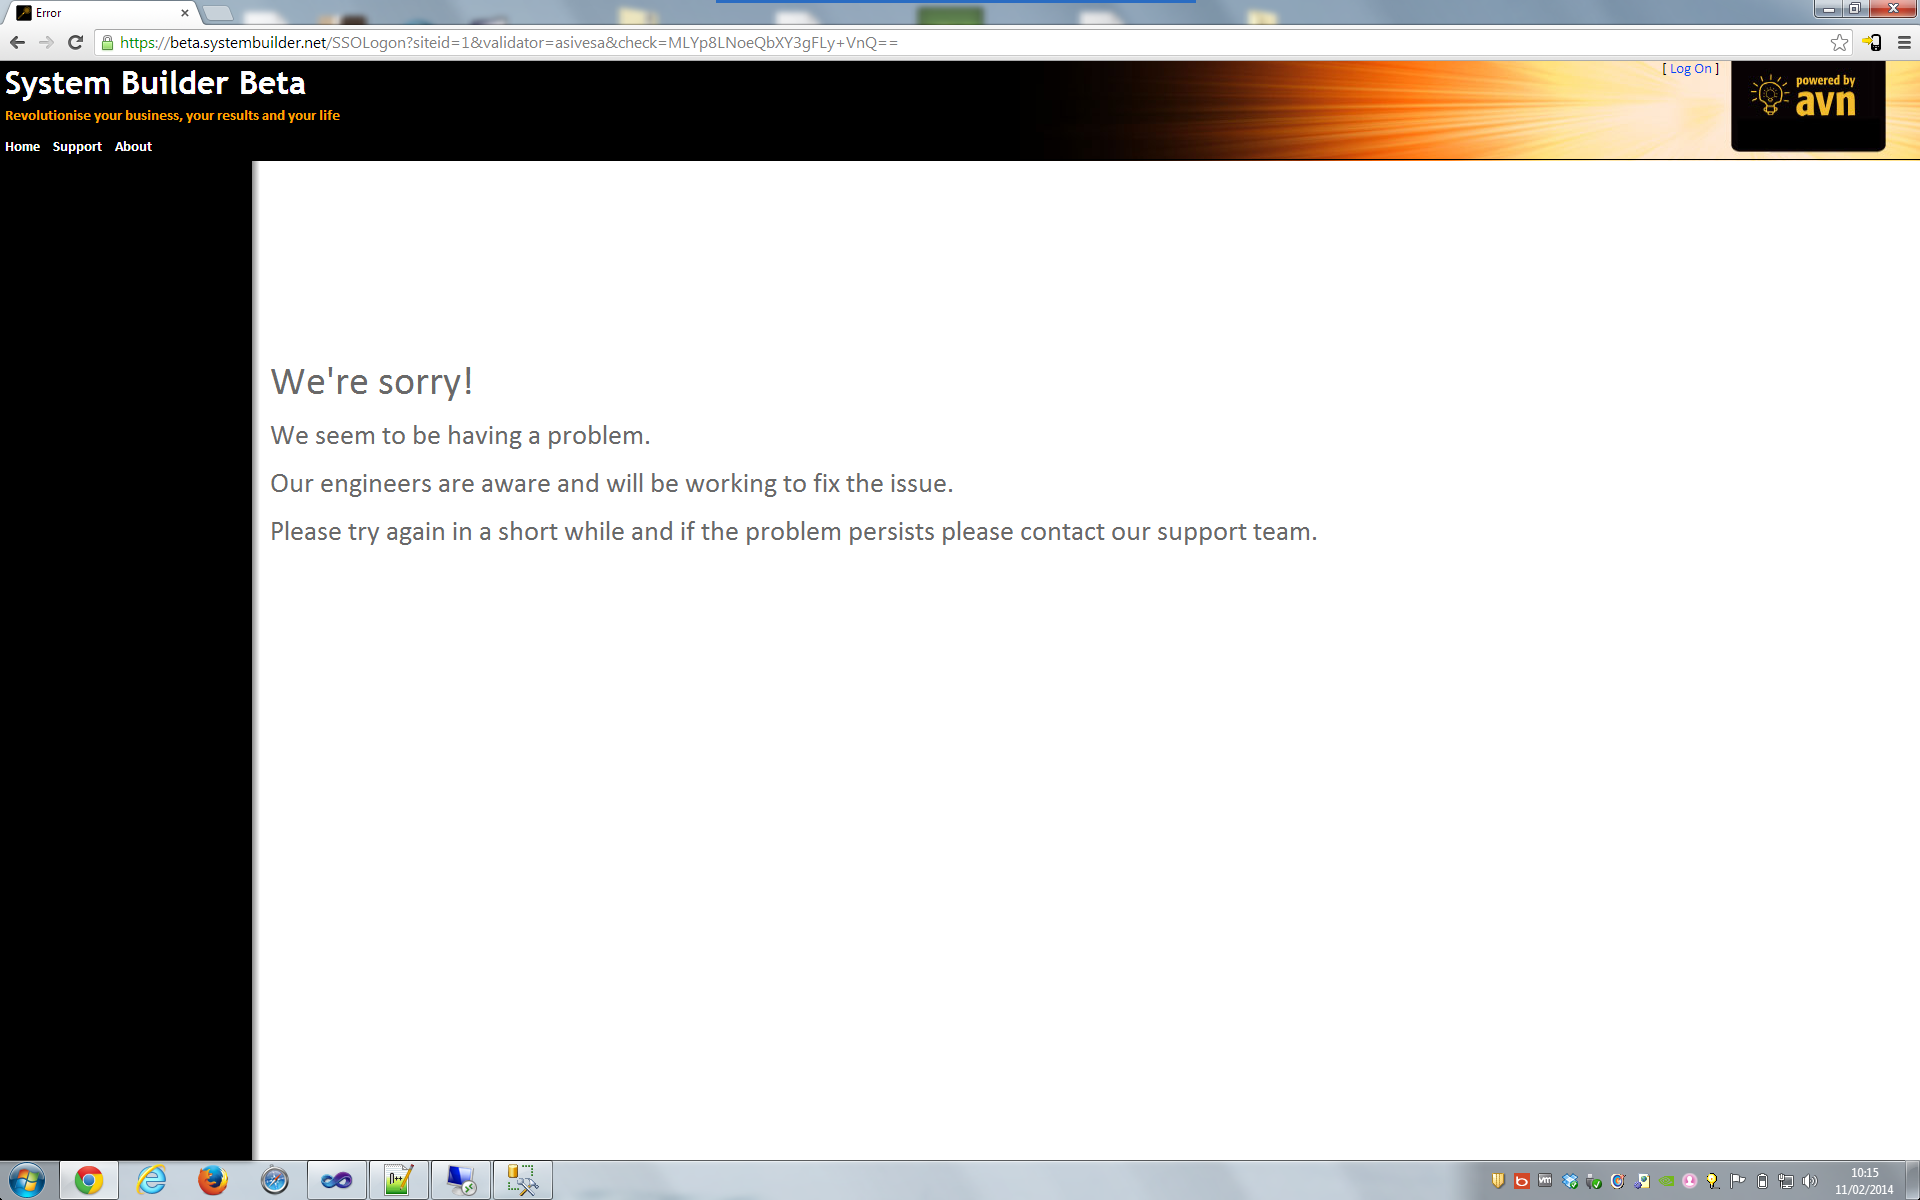 Error
https://beta.systembuilder.net/SSOLogon?siteid=1&validator=asivesa&check=MLYp8LNoeQbXY3gFLy+VnQ==
System Builder Beta
[ Log On ]
powered by
avn
Revolutionise your business, your results and your life
Home Support About
We're sorry!
We seem to be having a problem.
Our engineers are aware and will be working to fix the issue.
Please try again in a short while and if the problem persists please contact our support team.
10:15
11/02/2014